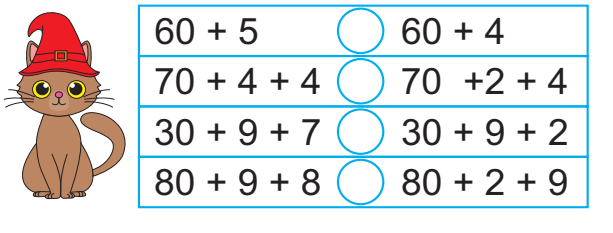 60 + 5 60 + 4
70 + 4 + 4 70 +2 + 4
30 + 9 + 7 30 + 9 + 2
80 + 9 + 8 80 + 2 + 9